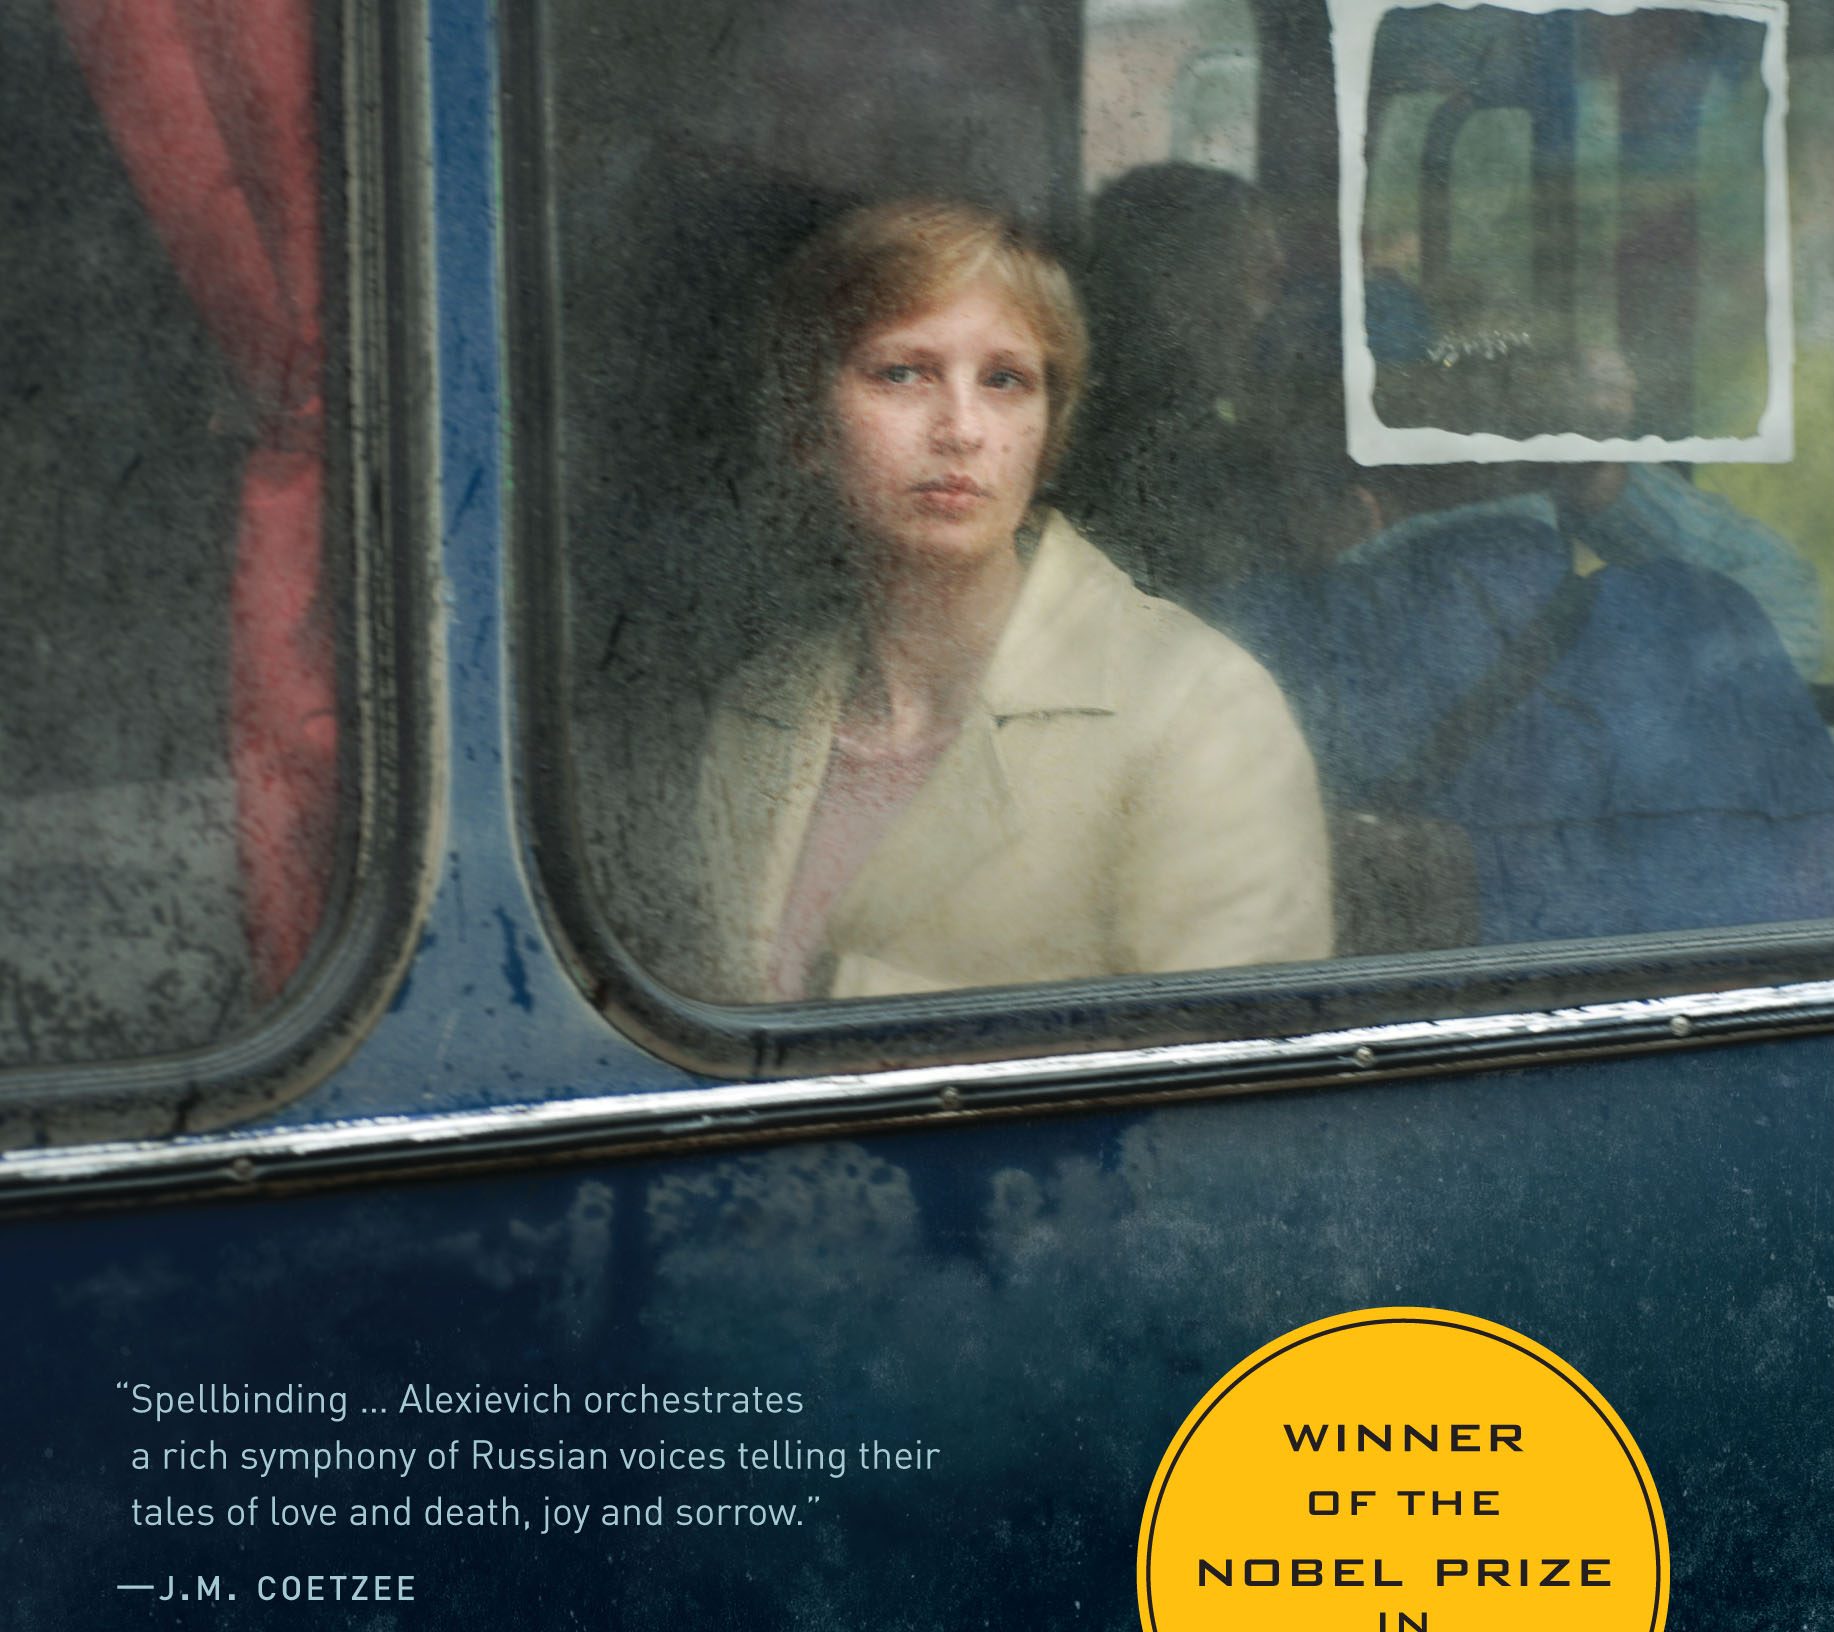 “Spellbinding ... Alexievich orchestrates
a rich symphony of Russian voices telling their
tales of love and death, joy and sorrow.”
—J.M. COETZEE
WINNER
OF THE
NOBEL PRIZE
IN